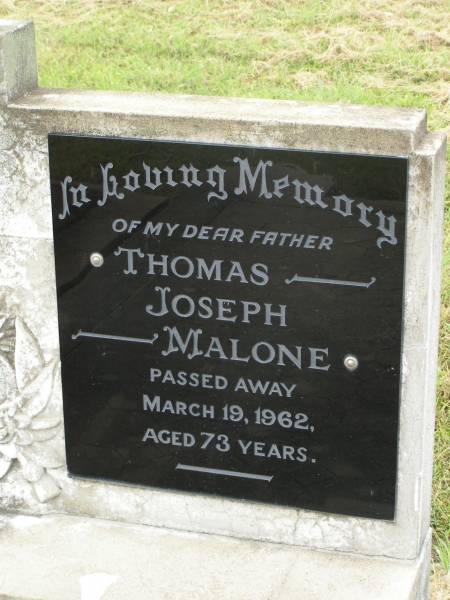 In Loving Memory
OF MY DEAR FATHER
THOMAS
JOSEPH
MALONE
PASSED AWAY
MARCH 19, 1962,
AGED 73 YEARS.